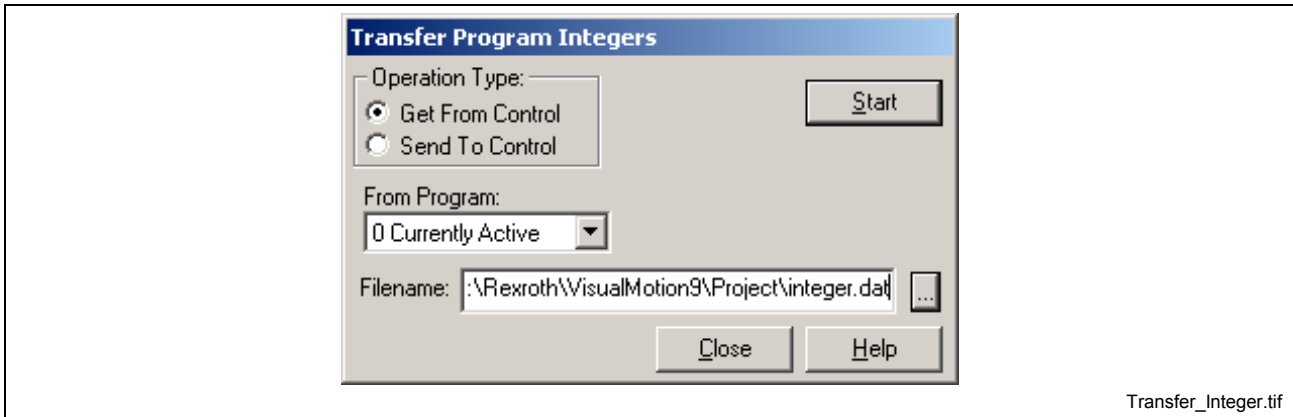 Transfer Program Integers
Operation Type:
Get From Control
Send To Control
Start
From Program:
0 Currently Active
Filename: :\Rexroth\VisualMotion9\Project\integer.dat ...
Close Help
Transfer_Integer.tif